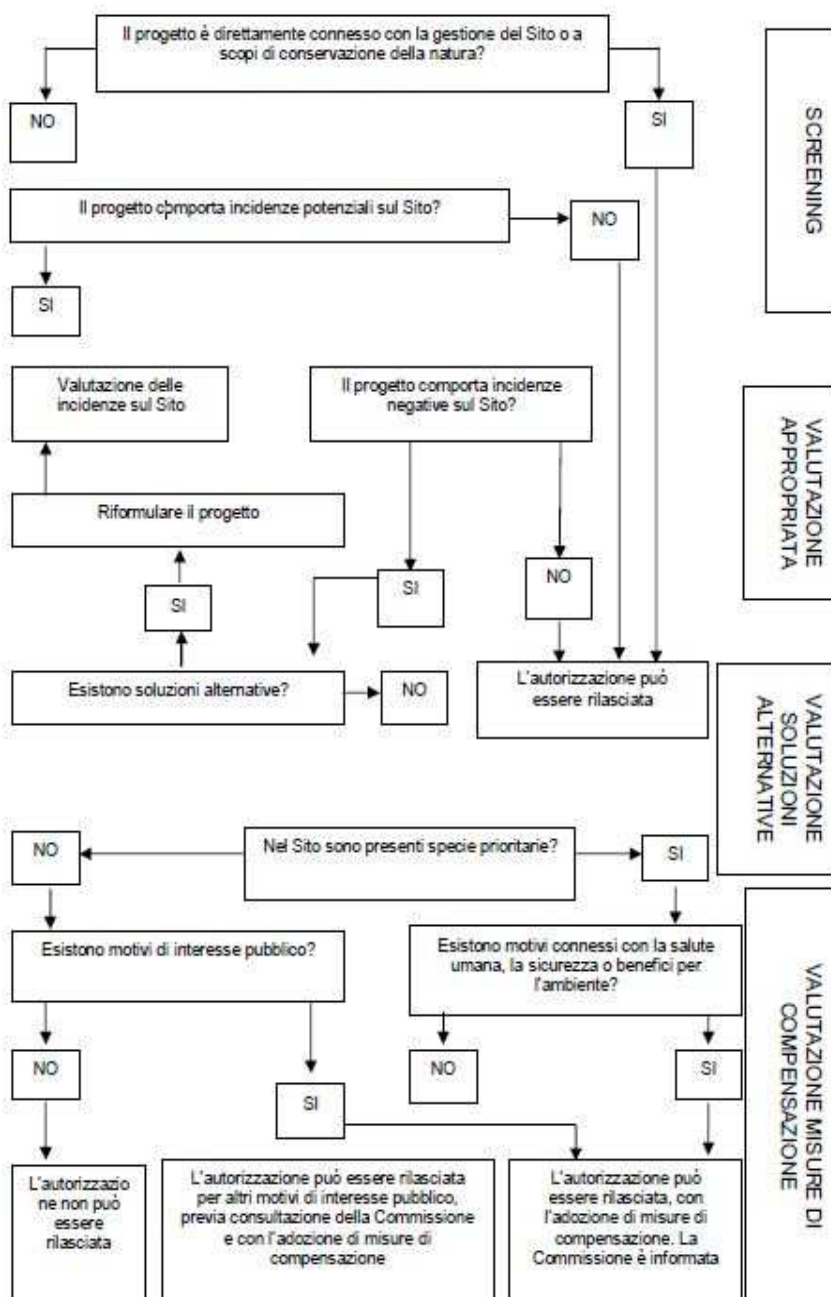 Il progetto è direttamente connesso con la gestione del Sito o a
scopi di conservazione della natura?
NO
SI
SCREENING
Il progetto comporta incidenze potenziali sul Sito?
NO
SI
Valutazione delle
incidenze sul Sito
Il progetto comporta incidenze
negative sul Sito?
VALUTAZIONE
APPROPRIATA
Riformulare il progetto
SI
SI
NO
Esistono soluzioni alternative?
NO
L'autorizzazione può
essere rilasciata
VALUTAZIONE
SOLUZIONI
ALTERNATIVE
NO
Nel Sito sono presenti specie prioritarie?
SI
Esistono motivi di interesse pubblico?
Esistono motivi connessi con la salute
umana, la sicurezza o benefici per
l'ambiente?
VALUTAZIONE MISURE DI
COMPENSAZIONE
NO
SI
NO
SI
L'autorizzazio
ne non può
essere
rilasciata
L'autorizzazione può essere rilasciata
per altri motivi di interesse pubblico,
previa consultazione della Commissione
e con l'adozione di misure di
compensazione
L'autorizzazione può
essere rilasciata, con
l'adozione di misure di
compensazione. La
Commissione è informata